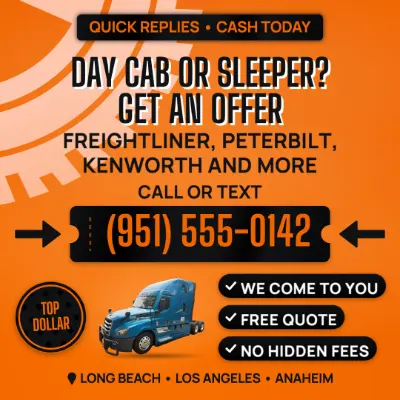 QUICK REPLIES • CASH TODAY
DAY CAB OR SLEEPER?
GET AN OFFER
FREIGHTLINER, PETERBILT,
KENWORTH AND MORE
CALL OR TEXT
(951) 555-0142
TOP
DOLLAR
WE COME TO YOU
FREE QUOTE
NO HIDDEN FEES
LONG BEACH • LOS ANGELES • ANAHEIM